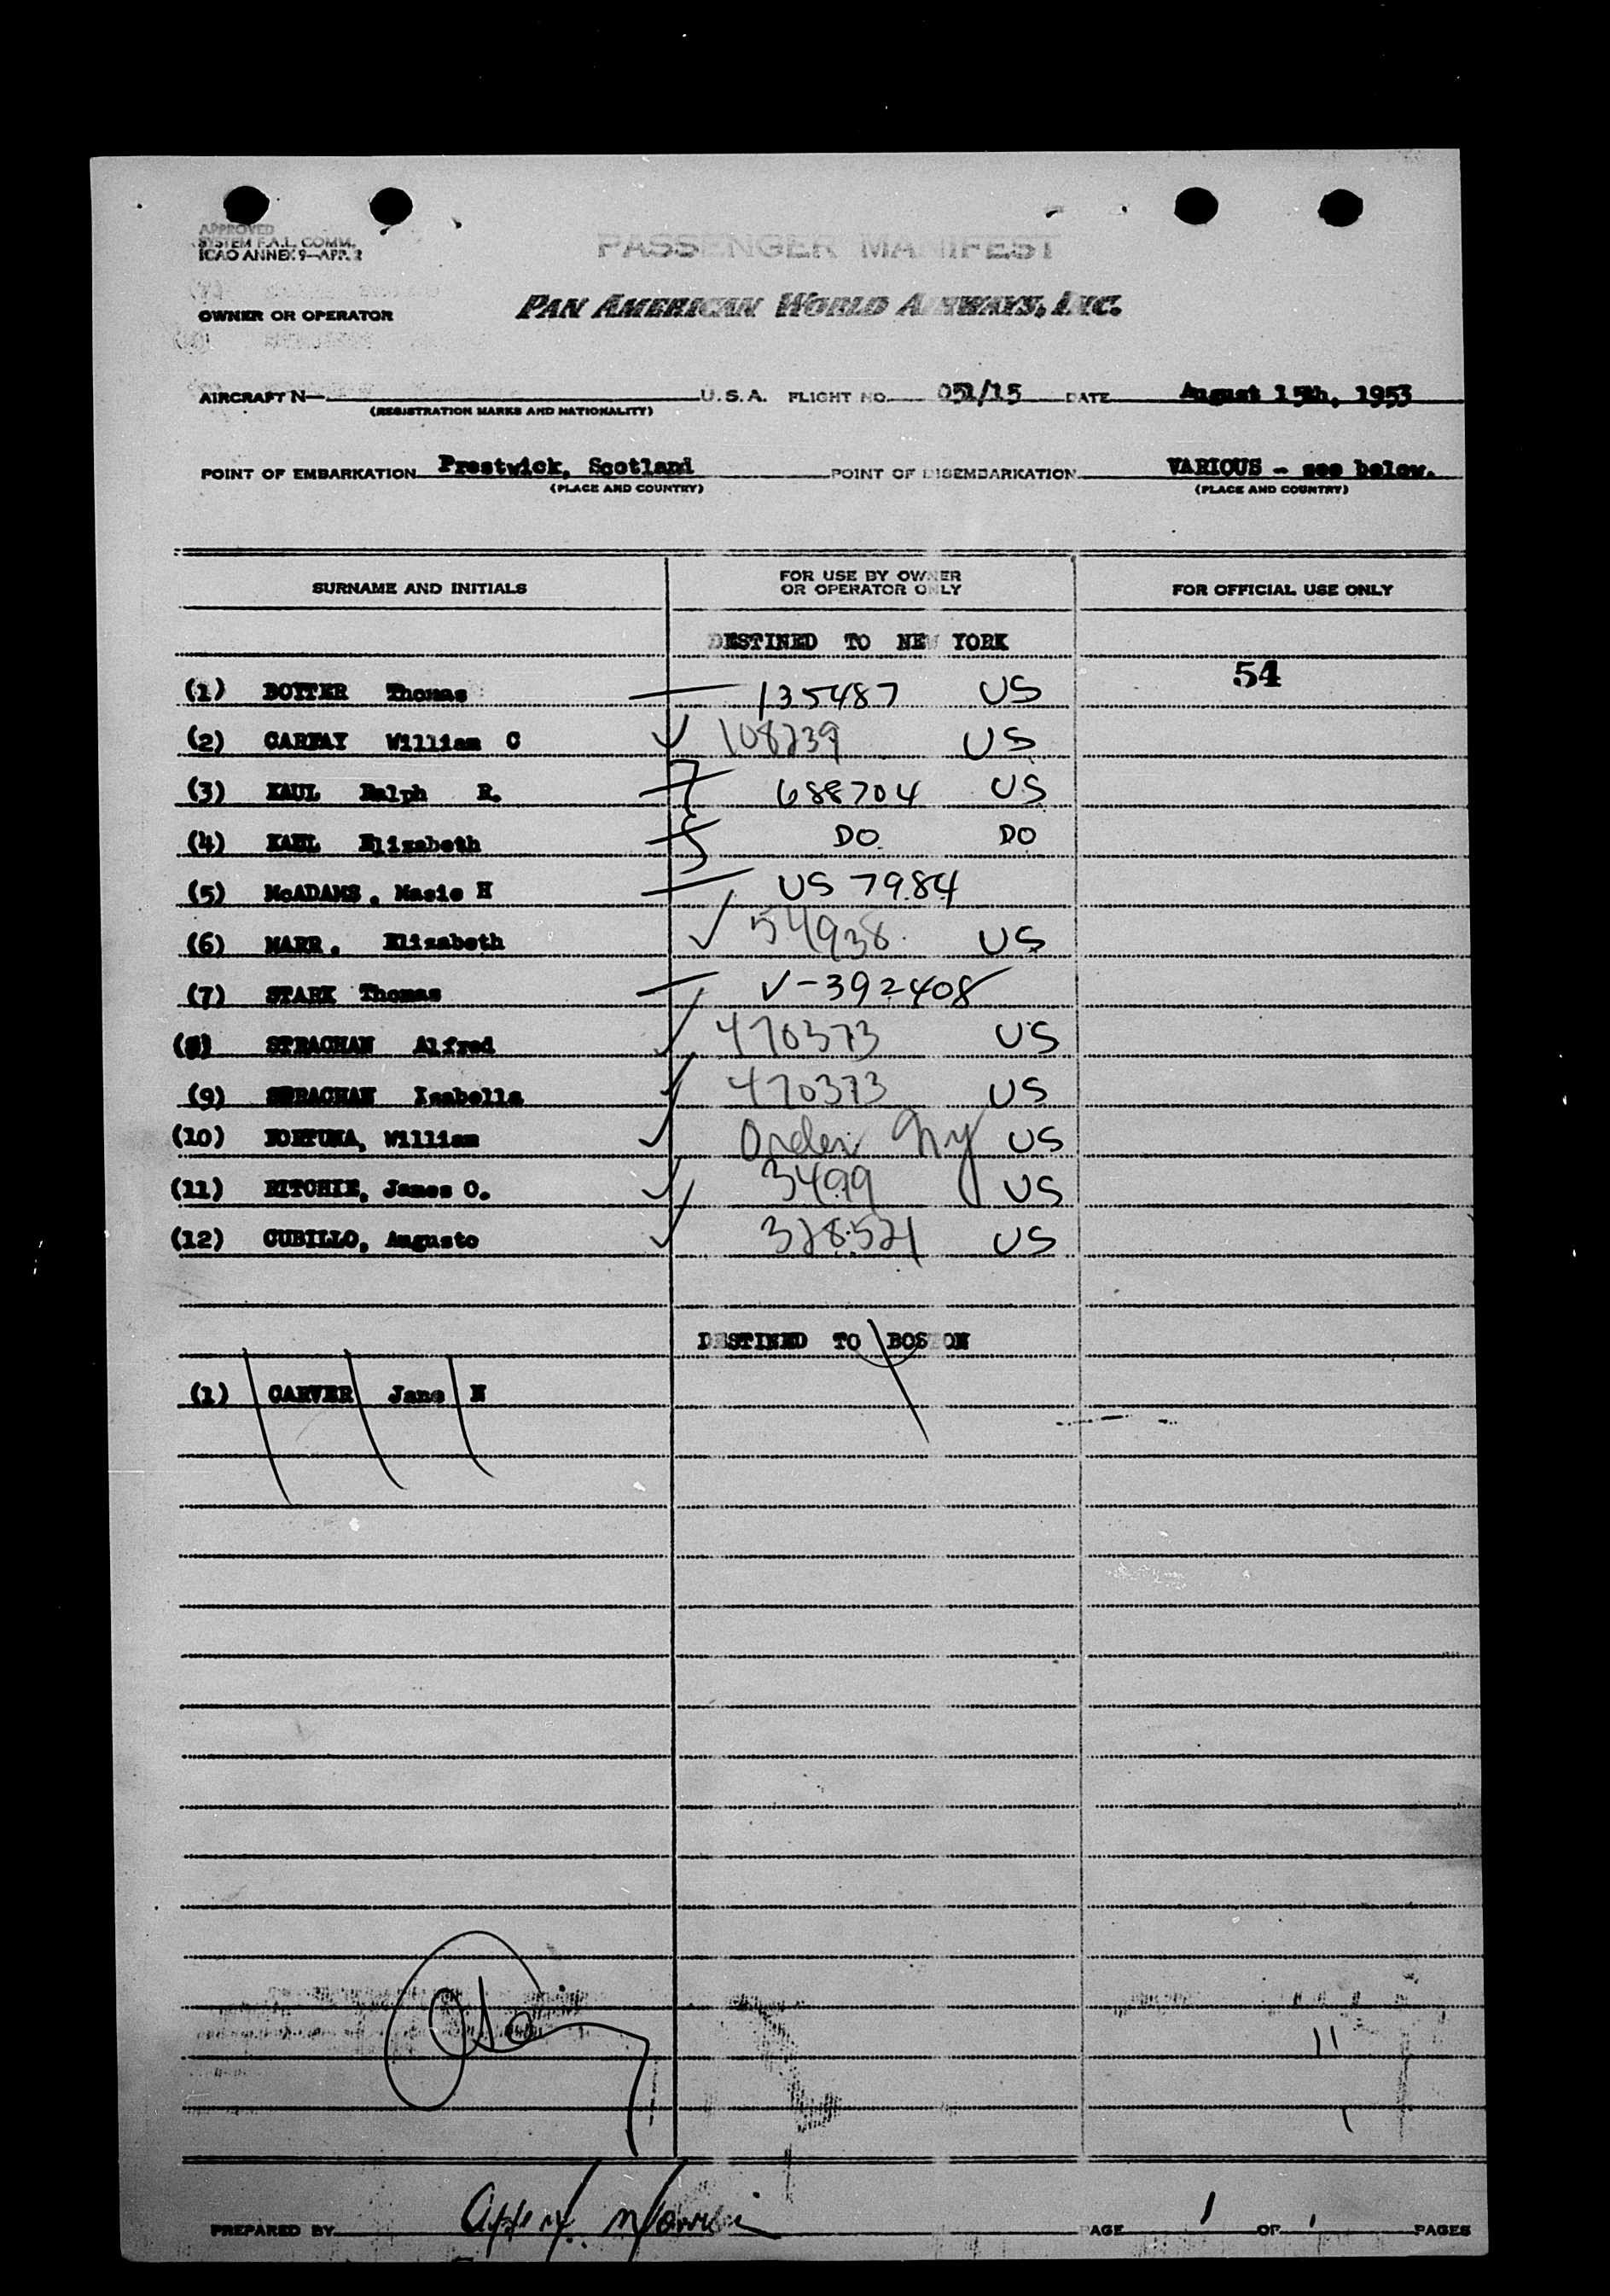 APPROVED
SYSTEM F.A.L. COMM.
ICAO ANNEX 9—APP. 2
PASSENGER MANIFEST
OWNER OR OPERATOR PAN AMERICAN WORLD AIRWAYS, INC.
AIRCRAFT N— U.S.A. FLIGHT NO. 051/15 DATE August 15th, 1953
(REGISTRATION MARKS AND NATIONALITY)
POINT OF EMBARKATION Prestwick, Scotland POINT OF DISEMBARKATION VARIOUS - see below.
(PLACE AND COUNTRY) (PLACE AND COUNTRY)
SURNAME AND INITIALS FOR USE BY OWNER OR OPERATOR ONLY FOR OFFICIAL USE ONLY
DESTINED TO NEW YORK
54
(1) BOTTER Thomas 135487 US
(2) William C 108239 US
(3) KAUL Ralph R. 688704 US
(4) Elizabeth DO DO
(5) McADAMS. Masie H US 7984
(6) MARR. Elizabeth 54938 US
(7) STARK Thomas V-392408
(8) STRACHAN Alfred 470373 US
(9) STRACHAN Isabella 470373 US
(10) FORTUNA, William Order NY US
(11) RITCHIE, James O. 3499 US
(12) CUBILLO, Augusto 328521 US
DESTINED TO BOSTON
(1) CARVER Jane N
PREPARED BY PAGE 1 OF 1 PAGES